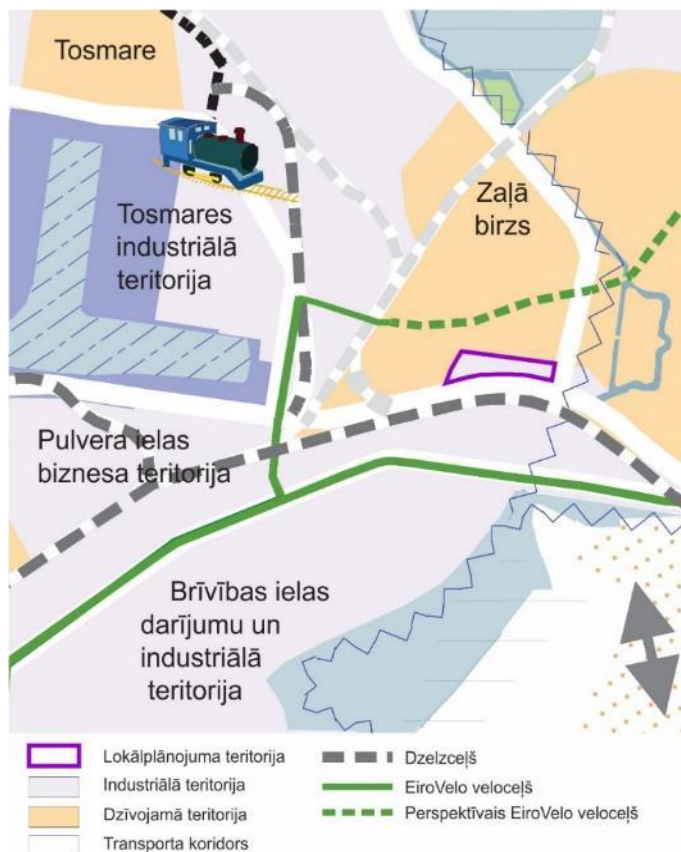 Tosmare
Zaļā
birzs
Tosmares
industriālā
teritorija
Pulvera ielas
biznesa teritorija
Brīvības ielas
darījumu un
industriālā
teritorija
Lokālplānojuma teritorija
Industriālā teritorija
Dzīvojamā teritorija
Transporta koridors
Dzelzceļš
EiroVelo veloceļš
Perspektīvais EiroVelo veloceļš